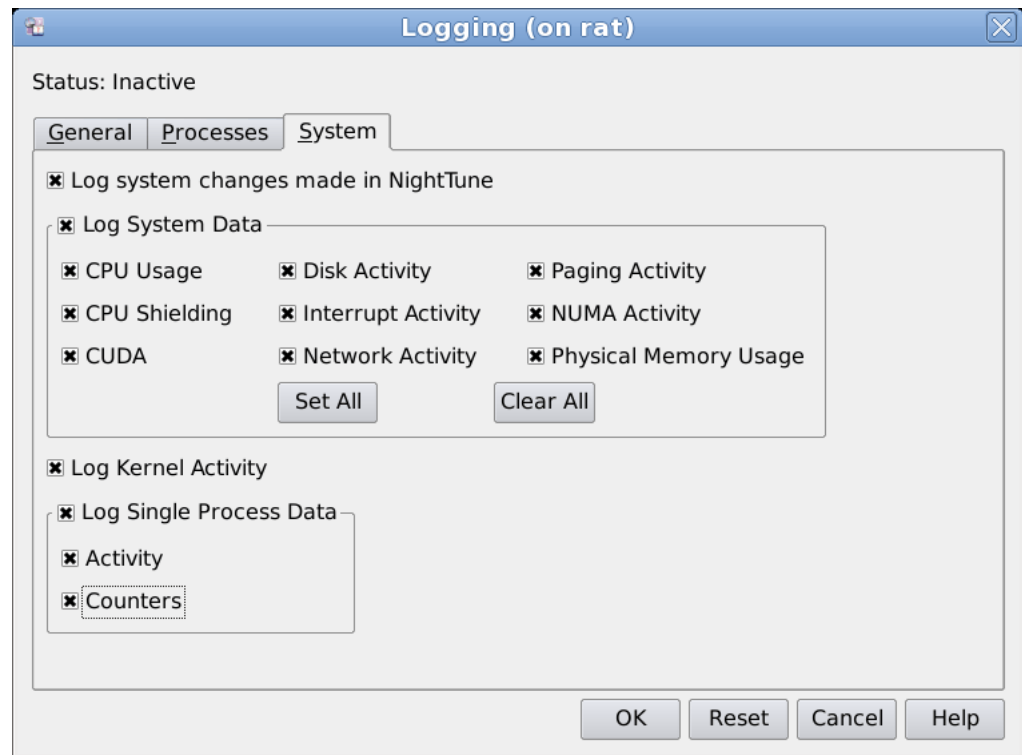 Logging (on rat)
Status: Inactive
General Processes System
Log system changes made in NightTune
Log System Data
CPU Usage Disk Activity Paging Activity
CPU Shielding Interrupt Activity NUMA Activity
CUDA Network Activity Physical Memory Usage
Set All Clear All
Log Kernel Activity
Log Single Process Data
Activity
Counters
OK Reset Cancel Help